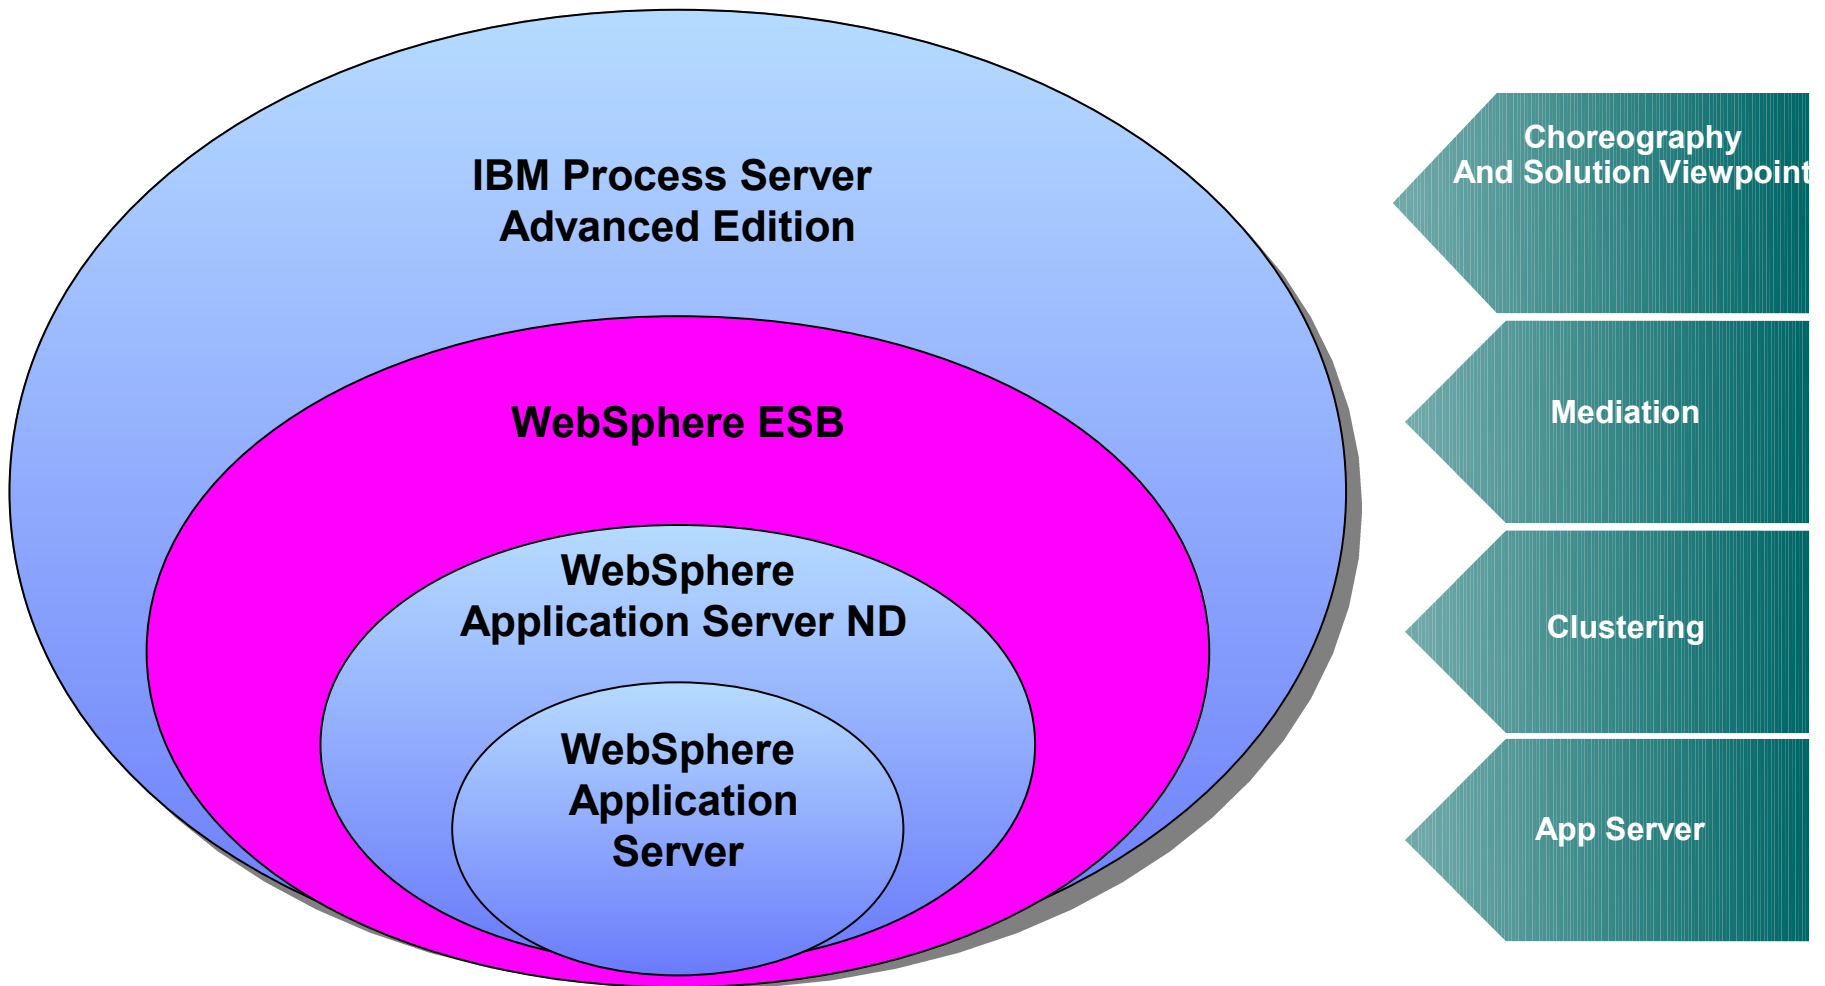 IBM Process Server
Advanced Edition
WebSphere ESB
WebSphere
Application Server ND
WebSphere
Application
Server
Choreography
And Solution Viewpoint
Mediation
Clustering
App Server